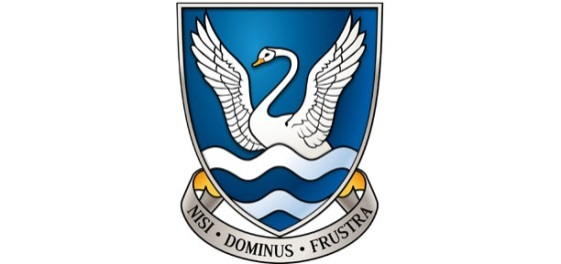 NISI · DOMINUS · FRUSTRA